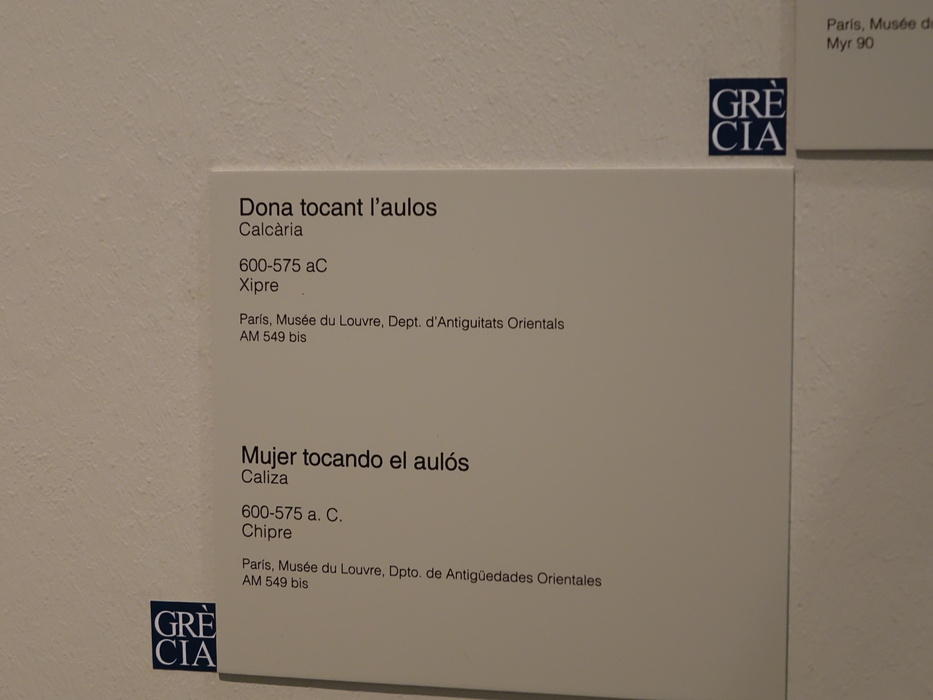 París, Musée
Myr 90
GRÈ
CIA
Dona tocant l'aulos
Calcària
600-575 aC
Xipre
París, Musée du Louvre, Dept. d'Antiguitats Orientals
AM 549 bis
Mujer tocando el aulós
Caliza
600-575 a. C.
Chipre
París, Musée du Louvre, Dpto. de Antigüedades Orientales
AM 549 bis
GRÈ
CIA